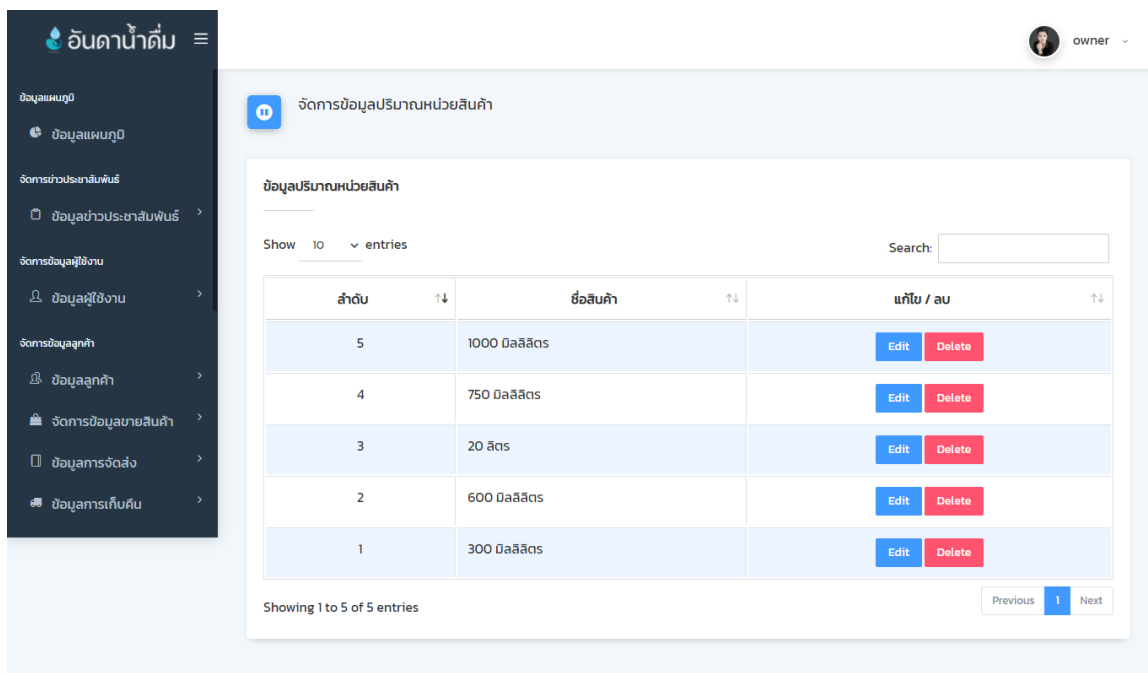 อันดาน้ำดื่ม
owner
ข้อมูลแผนภูมิ
ข้อมูลแผนภูมิ
จัดการข่าวประชาสัมพันธ์
ข้อมูลข่าวประชาสัมพันธ์
จัดการข้อมูลผู้ใช้งาน
ข้อมูลผู้ใช้งาน
จัดการข้อมูลลูกค้า
ข้อมูลลูกค้า
จัดการข้อมูลขายสินค้า
ข้อมูลการจัดส่ง
ข้อมูลการเก็บคืน
จัดการข้อมูลปริมาณหน่วยสินค้า
ข้อมูลปริมาณหน่วยสินค้า
Show 10 entries
Search:
ลำดับ ชื่อสินค้า แก้ไข / ลบ
5 1000 มิลลิลิตร Edit Delete
4 750 มิลลิลิตร Edit Delete
3 20 ลิตร Edit Delete
2 600 มิลลิลิตร Edit Delete
1 300 มิลลิลิตร Edit Delete
Showing 1 to 5 of 5 entries
Previous 1 Next